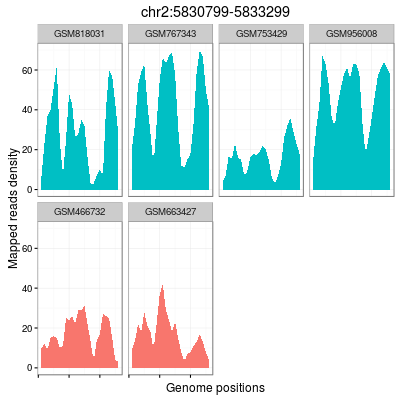 chr2:5830799-5833299
GSM818031 GSM767343 GSM753429 GSM956008
60
40
20
0
GSM466732 GSM663427
60
40
20
0
Mapped reads density
Genome positions